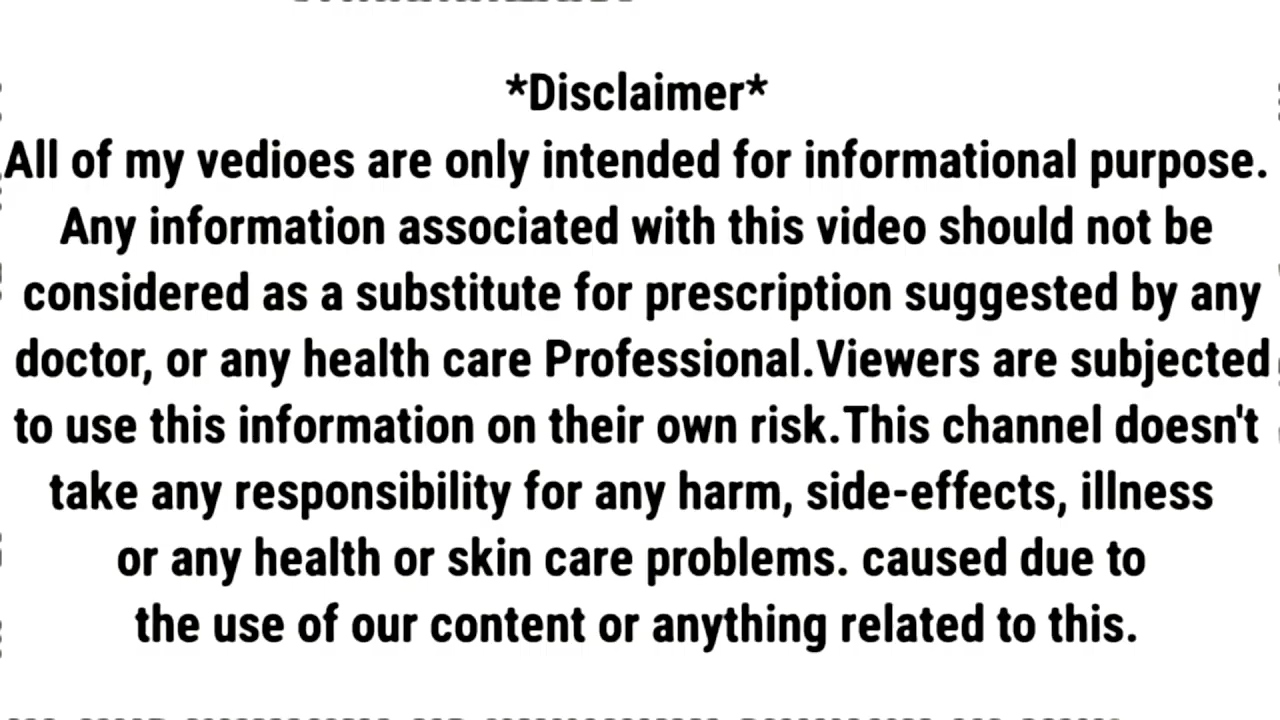 *Disclaimer*
All of my vedioes are only intended for informational purpose.
Any information associated with this video should not be
considered as a substitute for prescription suggested by any
doctor, or any health care Professional.Viewers are subjected
to use this information on their own risk.This channel doesn't
take any responsibility for any harm, side-effects, illness
or any health or skin care problems. caused due to
the use of our content or anything related to this.